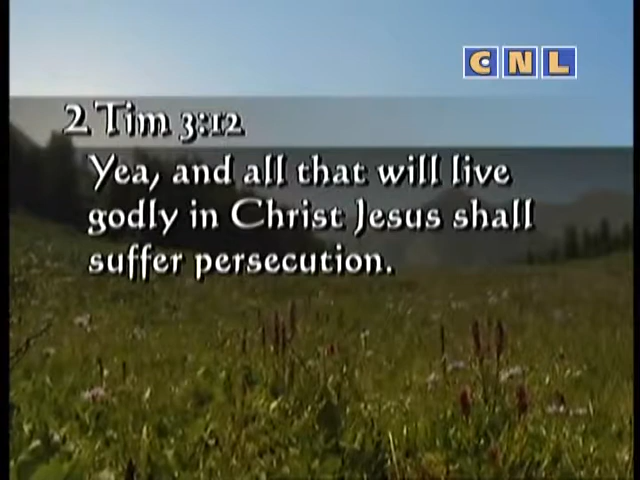 CNL
2 Tim 3:12
Yea, and all that will live
godly in Christ Jesus shall
suffer persecution.